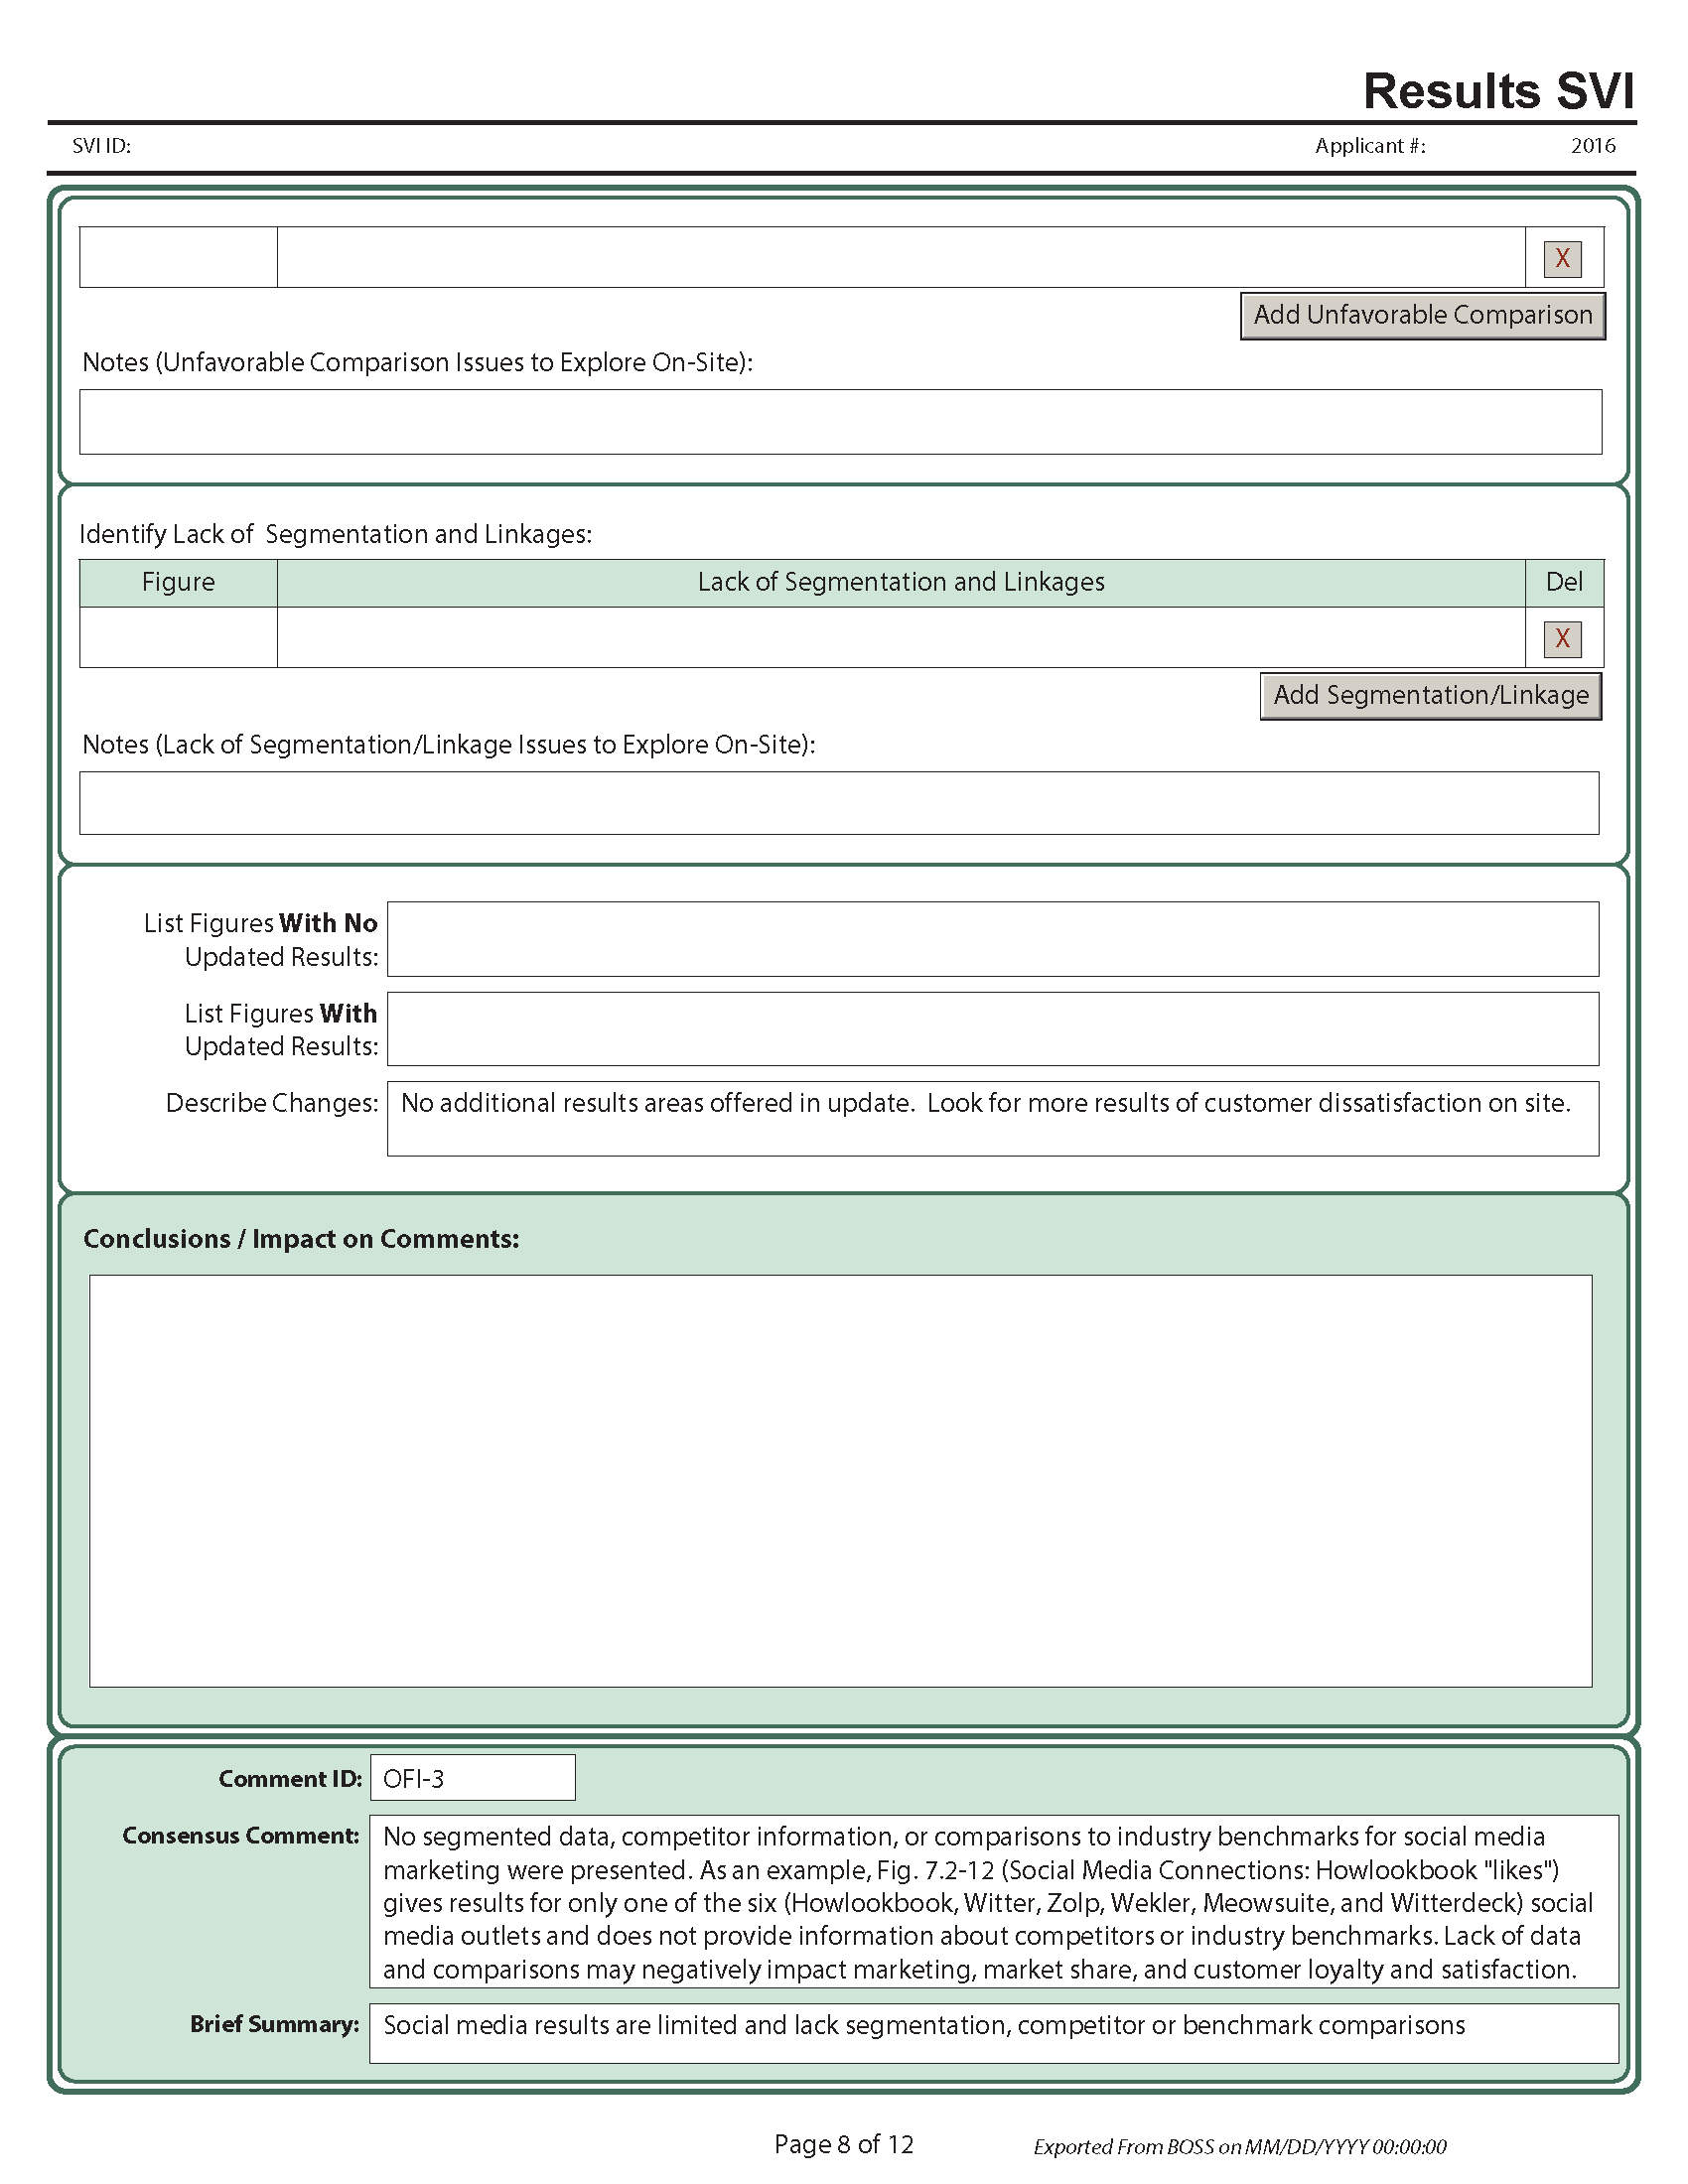 Results SVI
SVI ID: Applicant #: 2016
X
Add Unfavorable Comparison
Notes (Unfavorable Comparison Issues to Explore On-Site):
Identify Lack of  Segmentation and Linkages:
Figure Lack of Segmentation and Linkages Del
X
Add Segmentation/Linkage
Notes (Lack of Segmentation/Linkage Issues to Explore On-Site):
List Figures With No
Updated Results:
List Figures With
Updated Results:
Describe Changes: No additional results areas offered in update.  Look for more results of customer dissatisfaction on site.
Conclusions / Impact on Comments:
Comment ID: OFI-3
Consensus Comment: No segmented data, competitor information, or comparisons to industry benchmarks for social media
marketing were presented. As an example, Fig. 7.2-12 (Social Media Connections: Howlookbook "likes")
gives results for only one of the six (Howlookbook, Witter, Zolp, Wekler, Meowsuite, and Witterdeck) social
media outlets and does not provide information about competitors or industry benchmarks. Lack of data
and comparisons may negatively impact marketing, market share, and customer loyalty and satisfaction.
Brief Summary: Social media results are limited and lack segmentation, competitor or benchmark comparisons
Page 8 of 12 Exported From BOSS on MM/DD/YYYY 00:00:00